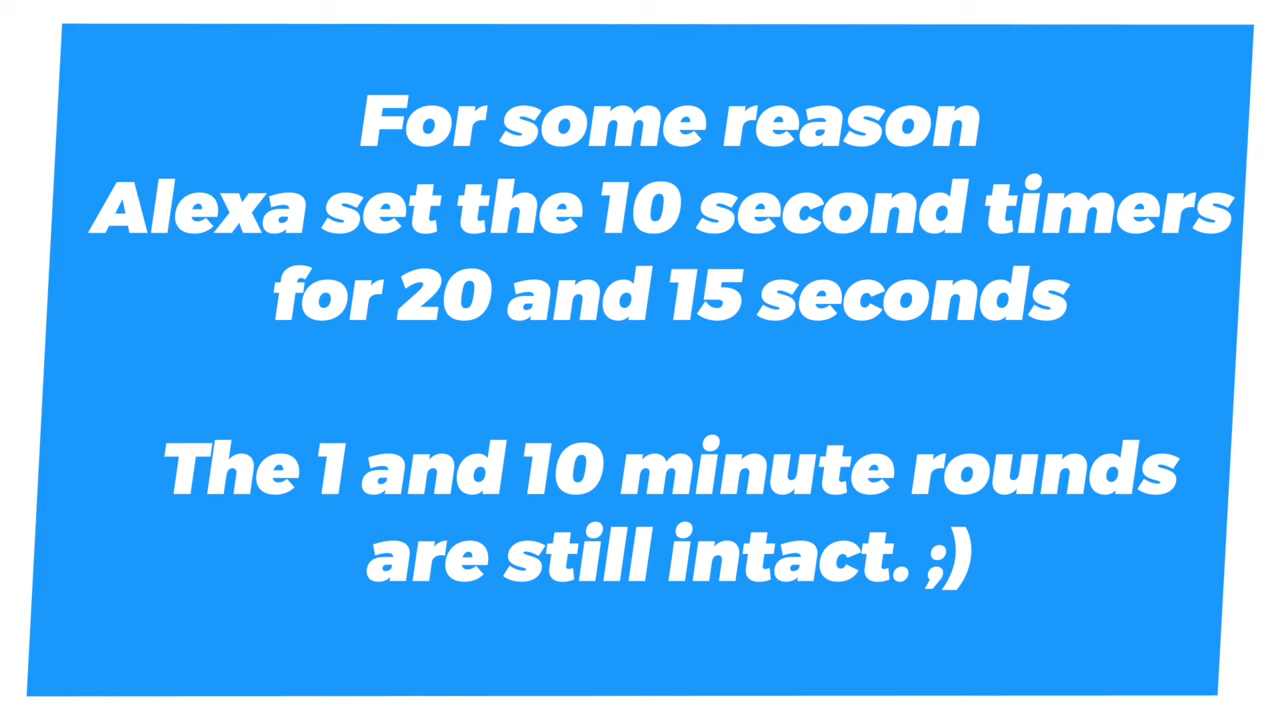 For some reason
Alexa set the 10 second timers
for 20 and 15 seconds
The 1 and 10 minute rounds
are still intact. ;)